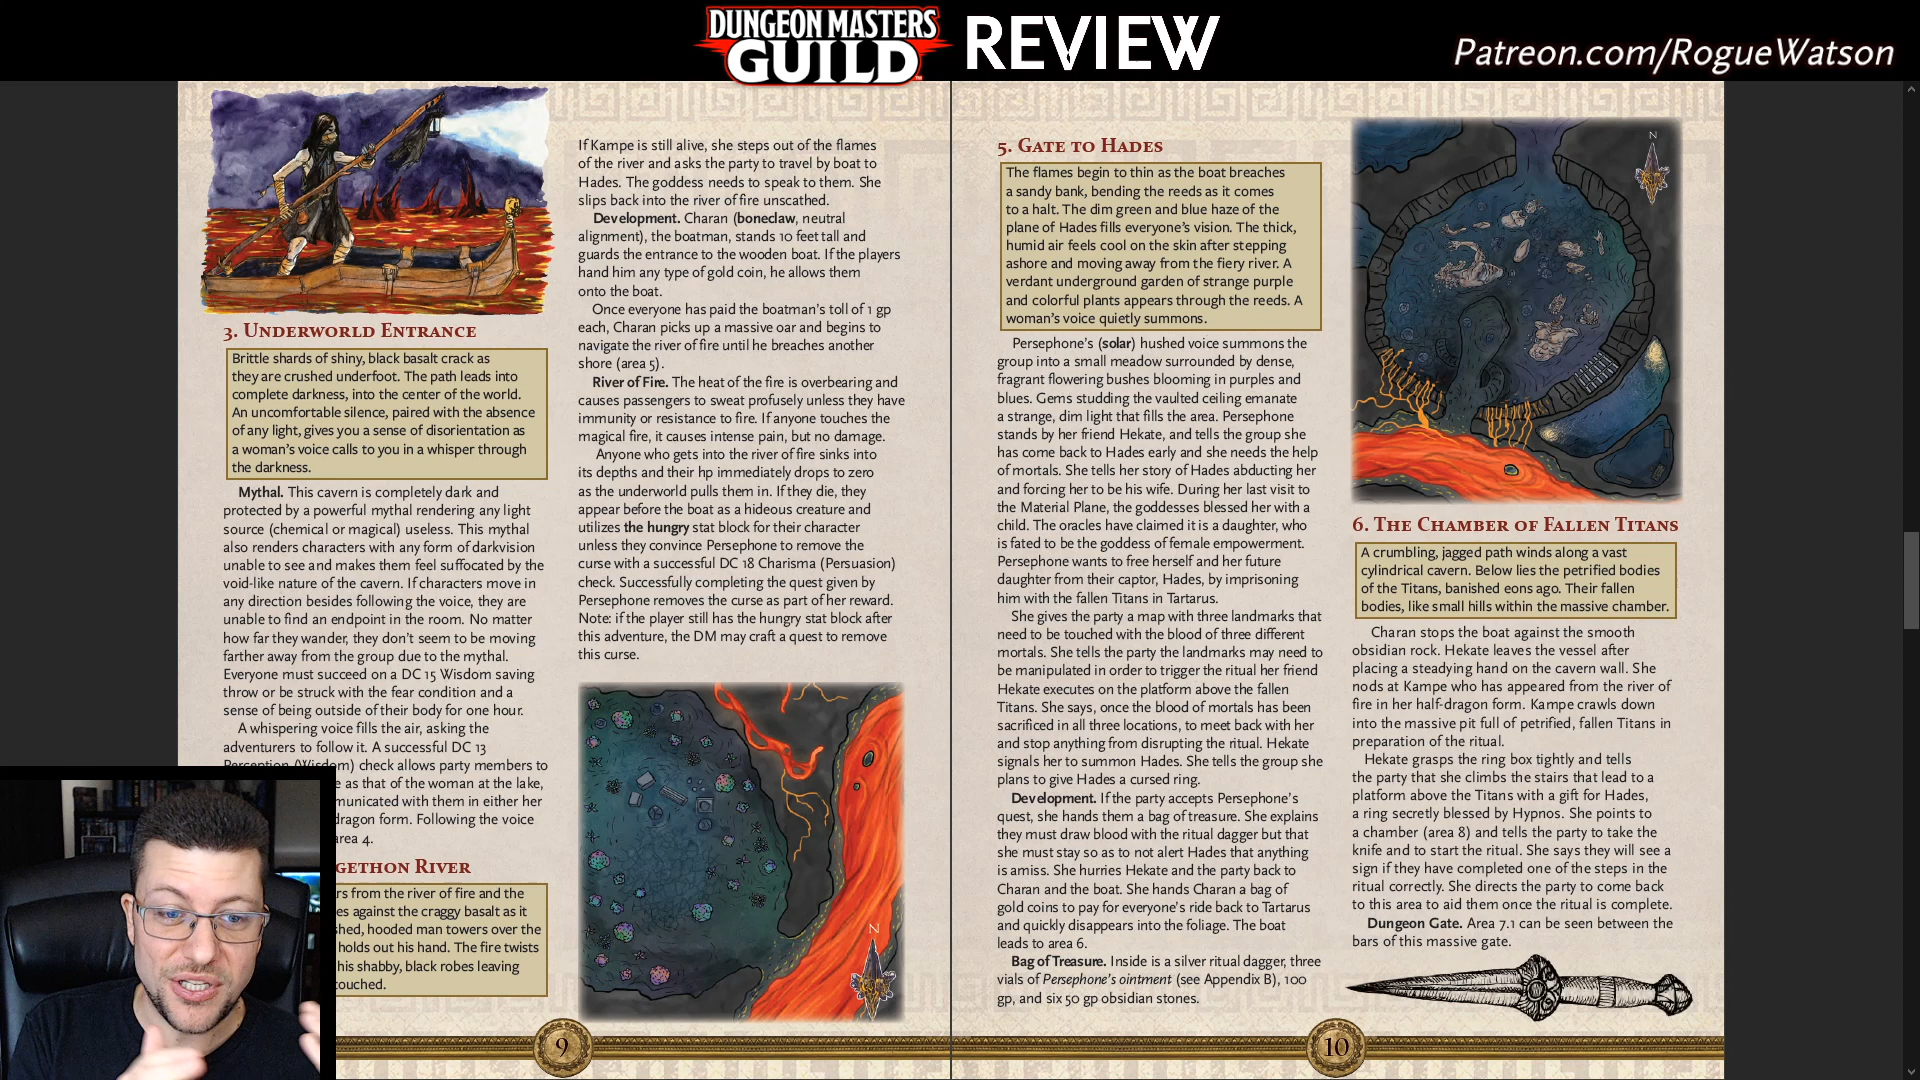 DUNGEON MASTERS
GUILD
REVIEW
Patreon.com/RogueWatson
3. Underworld Entrance
Brittle shards of shiny, black basalt crack as
they are crushed underfoot. The path leads into
complete darkness, into the center of the world.
An uncomfortable silence, paired with the absence
of any light, gives you a sense of disorientation as
a woman's voice calls to you in a whisper through
the darkness.
Mythal. This cavern is completely dark and
protected by a powerful mythal rendering any light
source (chemical or magical) useless. This mythal
also renders characters with any form of darkvision
unable to see and makes them feel suffocated by the
void-like nature of the cavern. If characters move in
any direction besides following the voice, they are
unable to find an endpoint in the room. No matter
how far they wander, they don't seem to be moving
farther away from the group due to the mythal.
Everyone must succeed on a DC 15 Wisdom saving
throw or be struck with the fear condition and a
sense of being outside of their body for one hour.
A whispering voice fills the air, asking the
adventurers to follow it. A successful DC 13
Perception (Wisdom) check allows party members to
e as that of the woman at the lake,
municated with them in either her
dragon form. Following the voice
area 4.
gethon River
rs from the river of fire and the
es against the craggy basalt as it
shed, hooded man towers over the
holds out his hand. The fire twists
his shabby, black robes leaving
touched.
If Kampe is still alive, she steps out of the flames
of the river and asks the party to travel by boat to
Hades. The goddess needs to speak to them. She
slips back into the river of fire unscathed.
Development. Charan (boneclaw, neutral
alignment), the boatman, stands 10 feet tall and
guards the entrance to the wooden boat. If the players
hand him any type of gold coin, he allows them
onto the boat.
Once everyone has paid the boatman's toll of 1 gp
each, Charan picks up a massive oar and begins to
navigate the river of fire until he breaches another
shore (area 5).
River of Fire. The heat of the fire is overbearing and
causes passengers to sweat profusely unless they have
immunity or resistance to fire. If anyone touches the
magical fire, it causes intense pain, but no damage.
Anyone who gets into the river of fire sinks into
its depths and their hp immediately drops to zero
as the underworld pulls them in. If they die, they
appear before the boat as a hideous creature and
utilizes the hungry stat block for their character
unless they convince Persephone to remove the
curse with a successful DC 18 Charisma (Persuasion)
check. Successfully completing the quest given by
Persephone removes the curse as part of her reward.
Note: if the player still has the hungry stat block after
this adventure, the DM may craft a quest to remove
this curse.
N
9
5. Gate to Hades
The flames begin to thin as the boat breaches
a sandy bank, bending the reeds as it comes
to a halt. The dim green and blue haze of the
plane of Hades fills everyone's vision. The thick,
humid air feels cool on the skin after stepping
ashore and moving away from the fiery river. A
verdant underground garden of strange purple
and colorful plants appears through the reeds. A
woman's voice quietly summons.
Persephone's (solar) hushed voice summons the
group into a small meadow surrounded by dense,
fragrant flowering bushes blooming in purples and
blues. Gems studding the vaulted ceiling emanate
a strange, dim light that fills the area. Persephone
stands by her friend Hekate, and tells the group she
has come back to Hades early and she needs the help
of mortals. She tells her story of Hades abducting her
and forcing her to be his wife. During her last visit to
the Material Plane, the goddesses blessed her with a
child. The oracles have claimed it is a daughter, who
is fated to be the goddess of female empowerment.
Persephone wants to free herself and her future
daughter from their captor, Hades, by imprisoning
him with the fallen Titans in Tartarus.
She gives the party a map with three landmarks that
need to be touched with the blood of three different
mortals. She tells the party the landmarks may need to
be manipulated in order to trigger the ritual her friend
Hekate executes on the platform above the fallen
Titans. She says, once the blood of mortals has been
sacrificed in all three locations, to meet back with her
and stop anything from disrupting the ritual. Hekate
signals her to summon Hades. She tells the group she
plans to give Hades a cursed ring.
Development. If the party accepts Persephone's
quest, she hands them a bag of treasure. She explains
they must draw blood with the ritual dagger but that
she must stay so as to not alert Hades that anything
is amiss. She hurries Hekate and the party back to
Charan and the boat. She hands Charan a bag of
gold coins to pay for everyone's ride back to Tartarus
and quickly disappears into the foliage. The boat
leads to area 6.
Bag of Treasure. Inside is a silver ritual dagger, three
vials of Persephone's ointment (see Appendix B), 100
gp, and six 50 gp obsidian stones.
N
6. The Chamber of Fallen Titans
A crumbling, jagged path winds along a vast
cylindrical cavern. Below lies the petrified bodies
of the Titans, banished eons ago. Their fallen
bodies, like small hills within the massive chamber.
Charan stops the boat against the smooth
obsidian rock. Hekate leaves the vessel after
placing a steadying hand on the cavern wall. She
nods at Kampe who has appeared from the river of
fire in her half-dragon form. Kampe crawls down
into the massive pit full of petrified, fallen Titans in
preparation of the ritual.
Hekate grasps the ring box tightly and tells
the party that she climbs the stairs that lead to a
platform above the Titans with a gift for Hades,
a ring secretly blessed by Hypnos. She points to
a chamber (area 8) and tells the party to take the
knife and to start the ritual. She says they will see a
sign if they have completed one of the steps in the
ritual correctly. She directs the party to come back
to this area to aid them once the ritual is complete.
Dungeon Gate. Area 7.1 can be seen between the
bars of this massive gate.
10